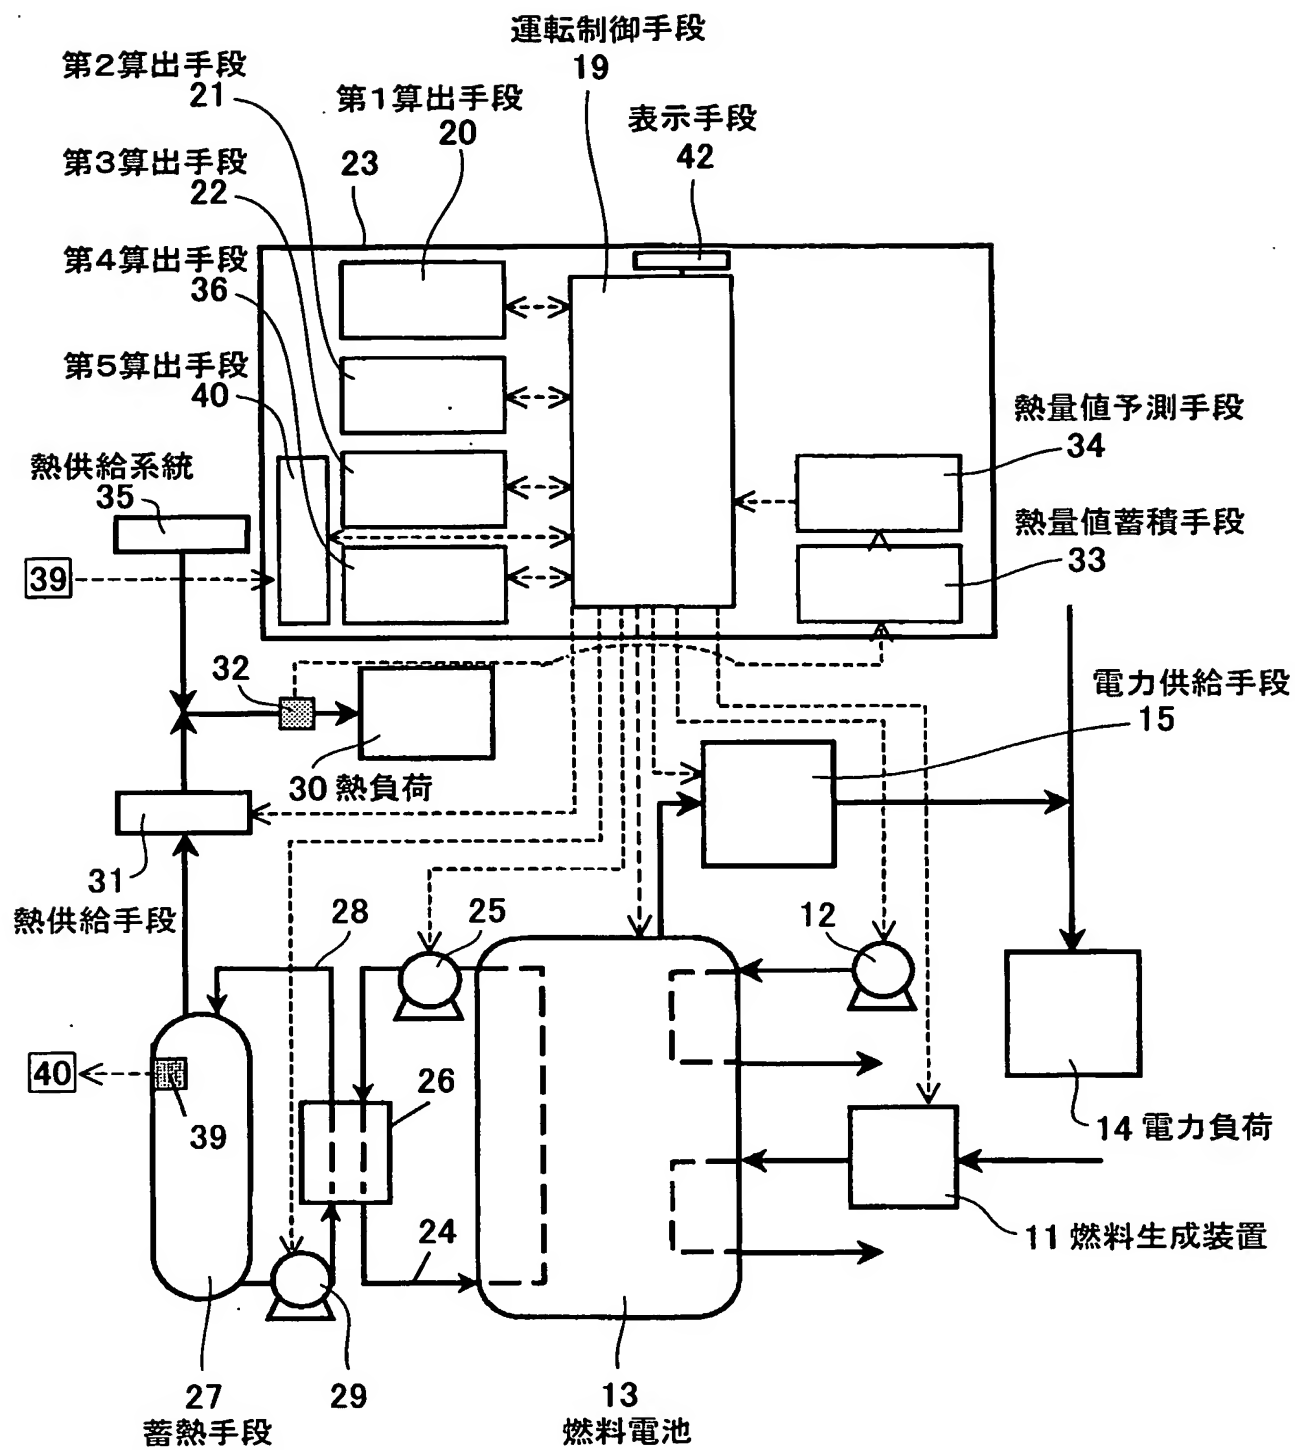 運転制御手段
19
第2算出手段
21
第1算出手段
20
表示手段
42
第3算出手段
22
23
第4算出手段
36
第5算出手段
40
熱量値予測手段
34
熱供給系統
35
熱量値蓄積手段
33
39
32
電力供給手段
15
30 熱負荷
31
熱供給手段
28
25
12
40
39
26
14 電力負荷
24
11 燃料生成装置
27
蓄熱手段
29
13
燃料電池